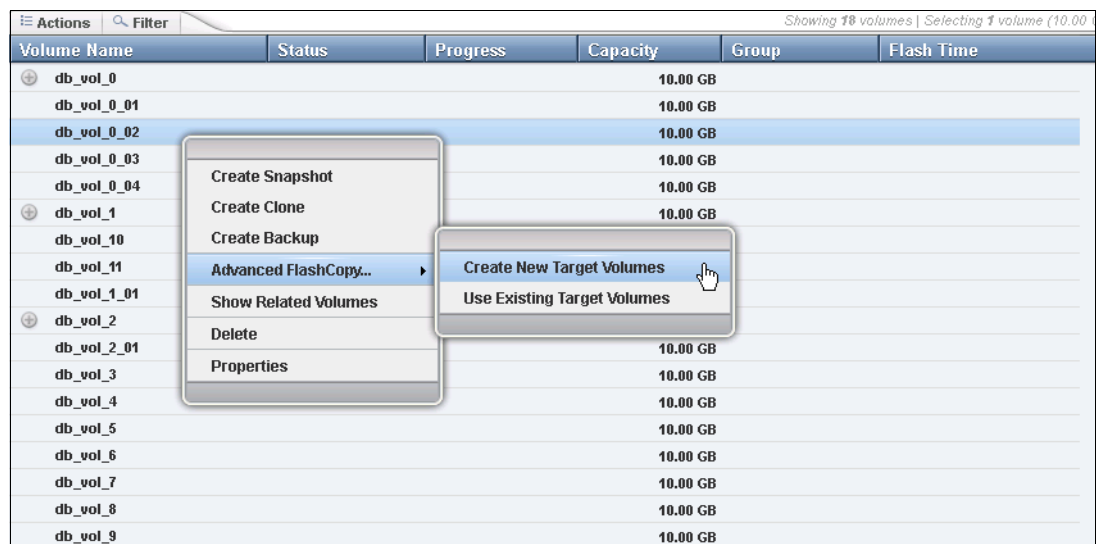 Actions Filter Showing 18 volumes | Selecting 1 volume (10.00
Volume Name Status Progress Capacity Group Flash Time
db_vol_0 10.00 GB
db_vol_0_01 10.00 GB
db_vol_0_02 10.00 GB
db_vol_0_03 10.00 GB
db_vol_0_04 10.00 GB
db_vol_1 10.00 GB
db_vol_10
db_vol_11
db_vol_1_01
db_vol_2
db_vol_2_01 10.00 GB
db_vol_3 10.00 GB
db_vol_4 10.00 GB
db_vol_5 10.00 GB
db_vol_6 10.00 GB
db_vol_7 10.00 GB
db_vol_8 10.00 GB
db_vol_9 10.00 GB
Create Snapshot
Create Clone
Create Backup
Advanced FlashCopy...
Show Related Volumes
Delete
Properties
Create New Target Volumes
Use Existing Target Volumes